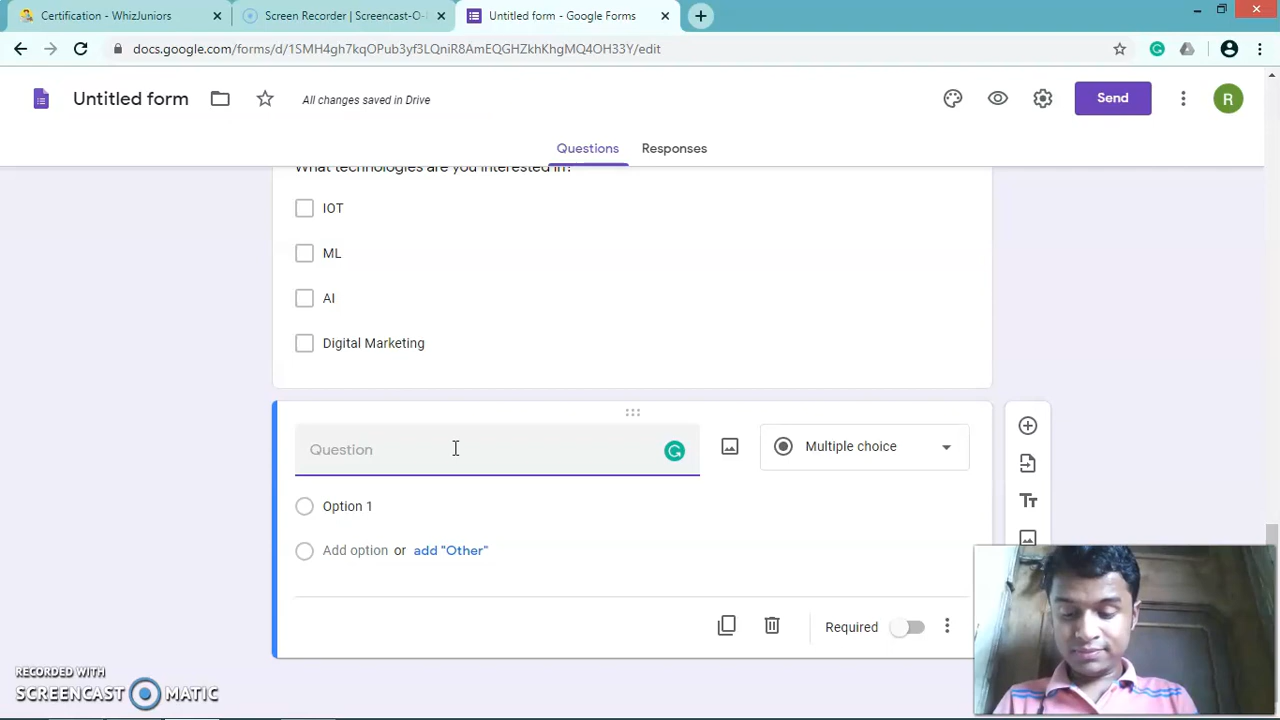 Certification - WhizJuniors
Screen Recorder | Screencast-O-
Untitled form - Google Forms
docs.google.com/forms/d/1SMH4gh7kqOPub3yf3LQniR8AmEQGHZkhKhgMQ4OH33Y/edit
Untitled form
All changes saved in Drive
Send
R
Questions
Responses
What technologies are you interested in?
IOT
ML
AI
Digital Marketing
Question
Multiple choice
Option 1
Add option or add "Other"
Required
RECORDED WITH
SCREENCAST MATIC